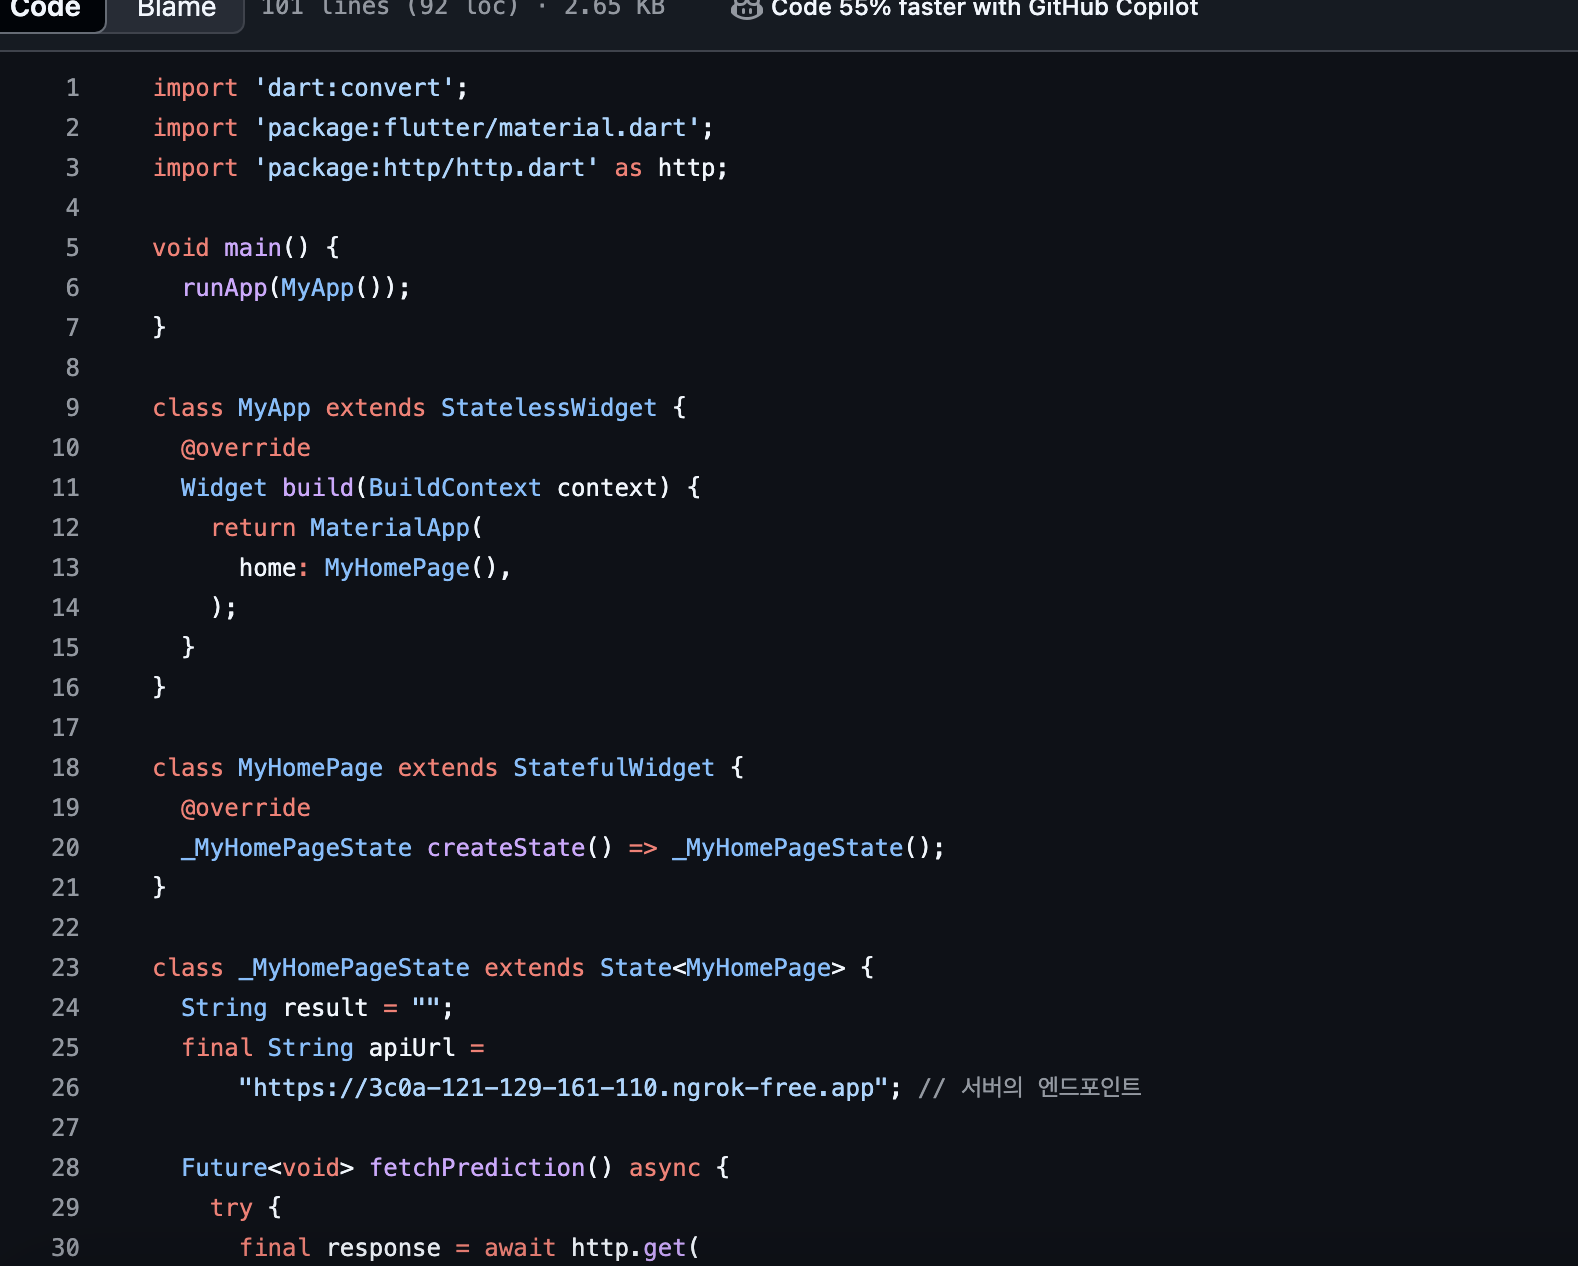 Code Blame 101 lines (92 loc) · 2.65 KB Code 55% faster with GitHub Copilot
1 import 'dart:convert';
2 import 'package:flutter/material.dart';
3 import 'package:http/http.dart' as http;
4
5 void main() {
6 runApp(MyApp());
7 }
8
9 class MyApp extends StatelessWidget {
10 @override
11 Widget build(BuildContext context) {
12 return MaterialApp(
13 home: MyHomePage(),
14 );
15 }
16 }
17
18 class MyHomePage extends StatefulWidget {
19 @override
20 _MyHomePageState createState() => _MyHomePageState();
21 }
22
23 class _MyHomePageState extends State<MyHomePage> {
24 String result = "";
25 final String apiUrl =
26 "https://3c0a-121-129-161-110.ngrok-free.app"; // 서버의 엔드포인트
27
28 Future<void> fetchPrediction() async {
29 try {
30 final response = await http.get(